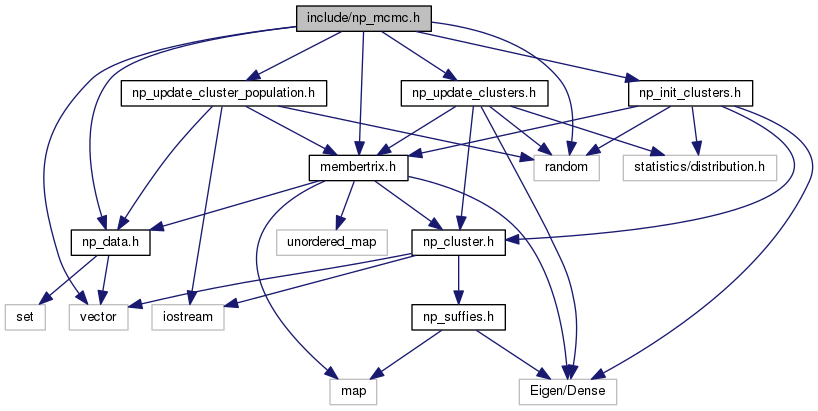 include/np_mcmc.h
np_update_cluster_population.h
np_update_clusters.h
np_init_clusters.h
membertrix.h
random
statistics/distribution.h
np_data.h
unordered_map
np_cluster.h
set
vector
iostream
np_suffies.h
map
Eigen/Dense